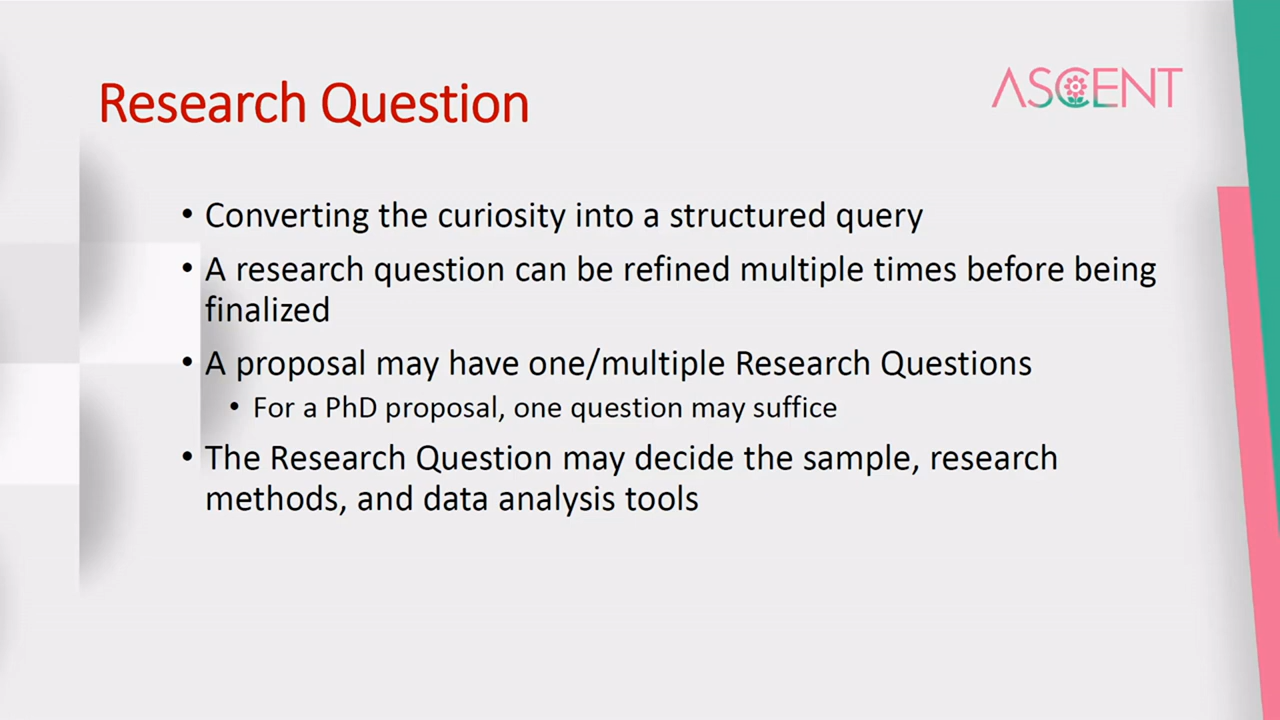 Research Question
ASCENT
• Converting the curiosity into a structured query
• A research question can be refined multiple times before being
finalized
• A proposal may have one/multiple Research Questions
• For a PhD proposal, one question may suffice
• The Research Question may decide the sample, research
methods, and data analysis tools